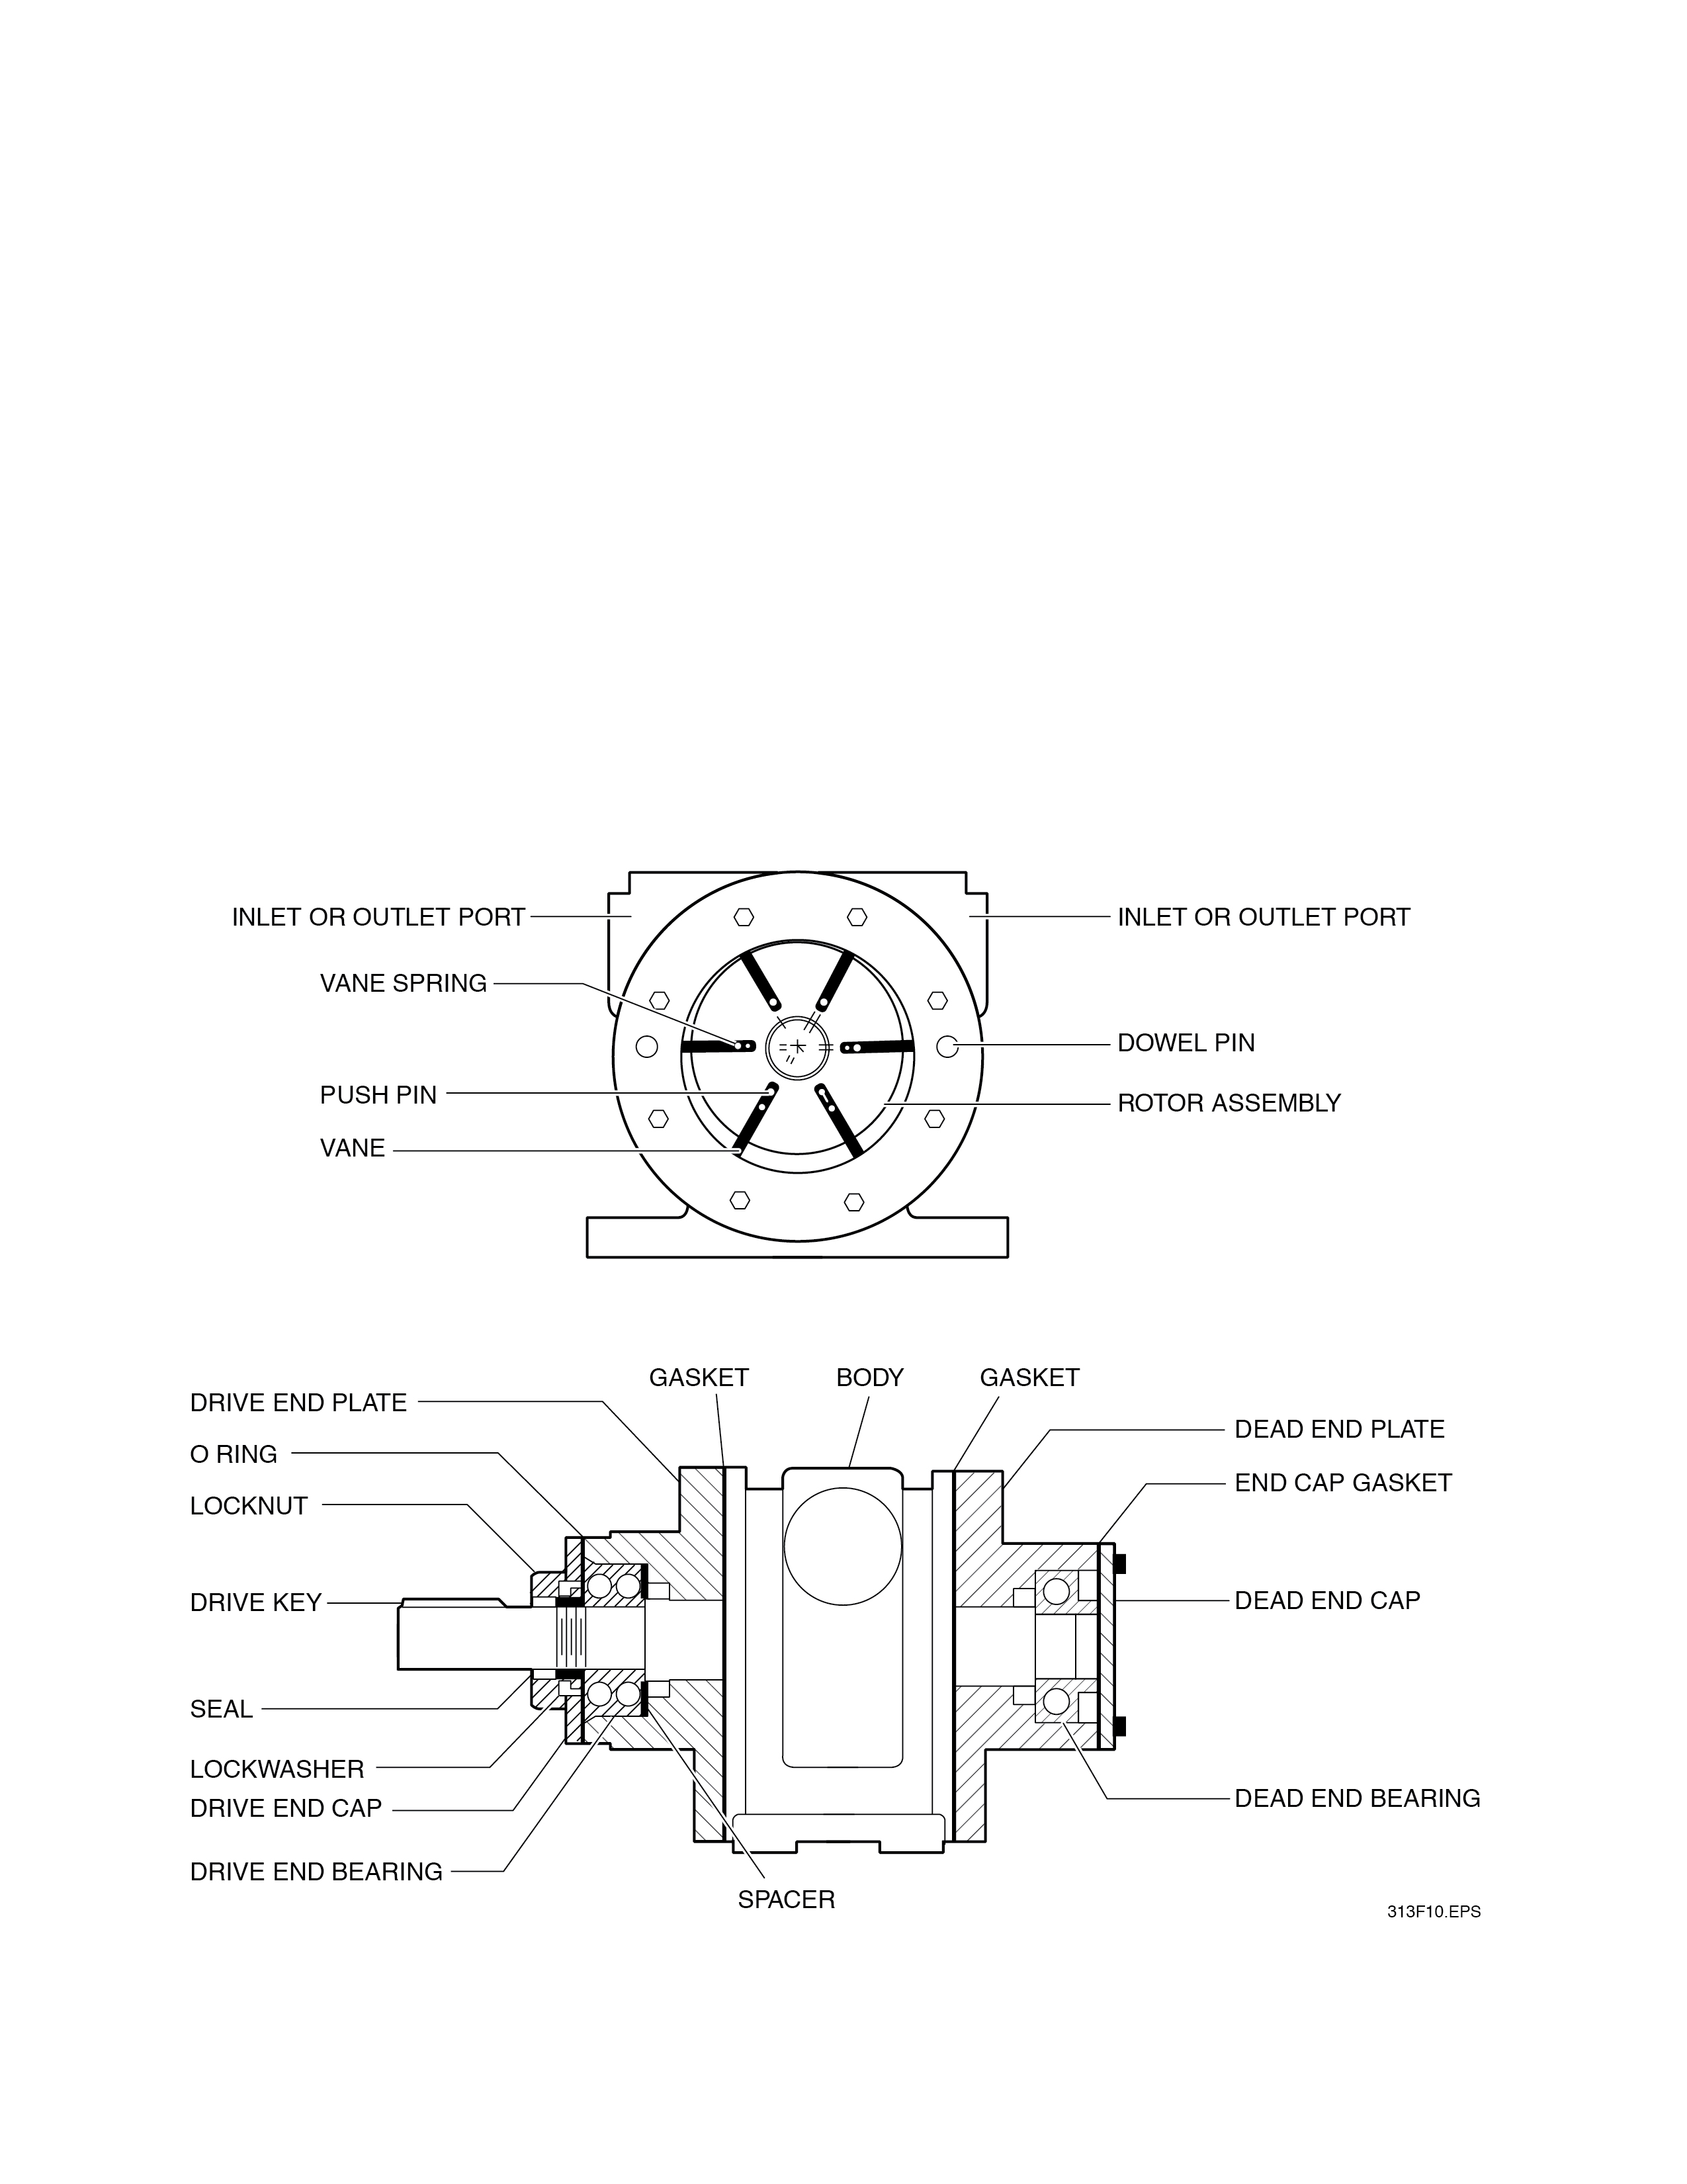 INLET OR OUTLET PORT
INLET OR OUTLET PORT
VANE SPRING
DOWEL PIN
PUSH PIN
ROTOR ASSEMBLY
VANE
GASKET
BODY
GASKET
DRIVE END PLATE
DEAD END PLATE
O RING
END CAP GASKET
LOCKNUT
DRIVE KEY
DEAD END CAP
SEAL
LOCKWASHER
DRIVE END CAP
DEAD END BEARING
DRIVE END BEARING
SPACER
313F10.EPS